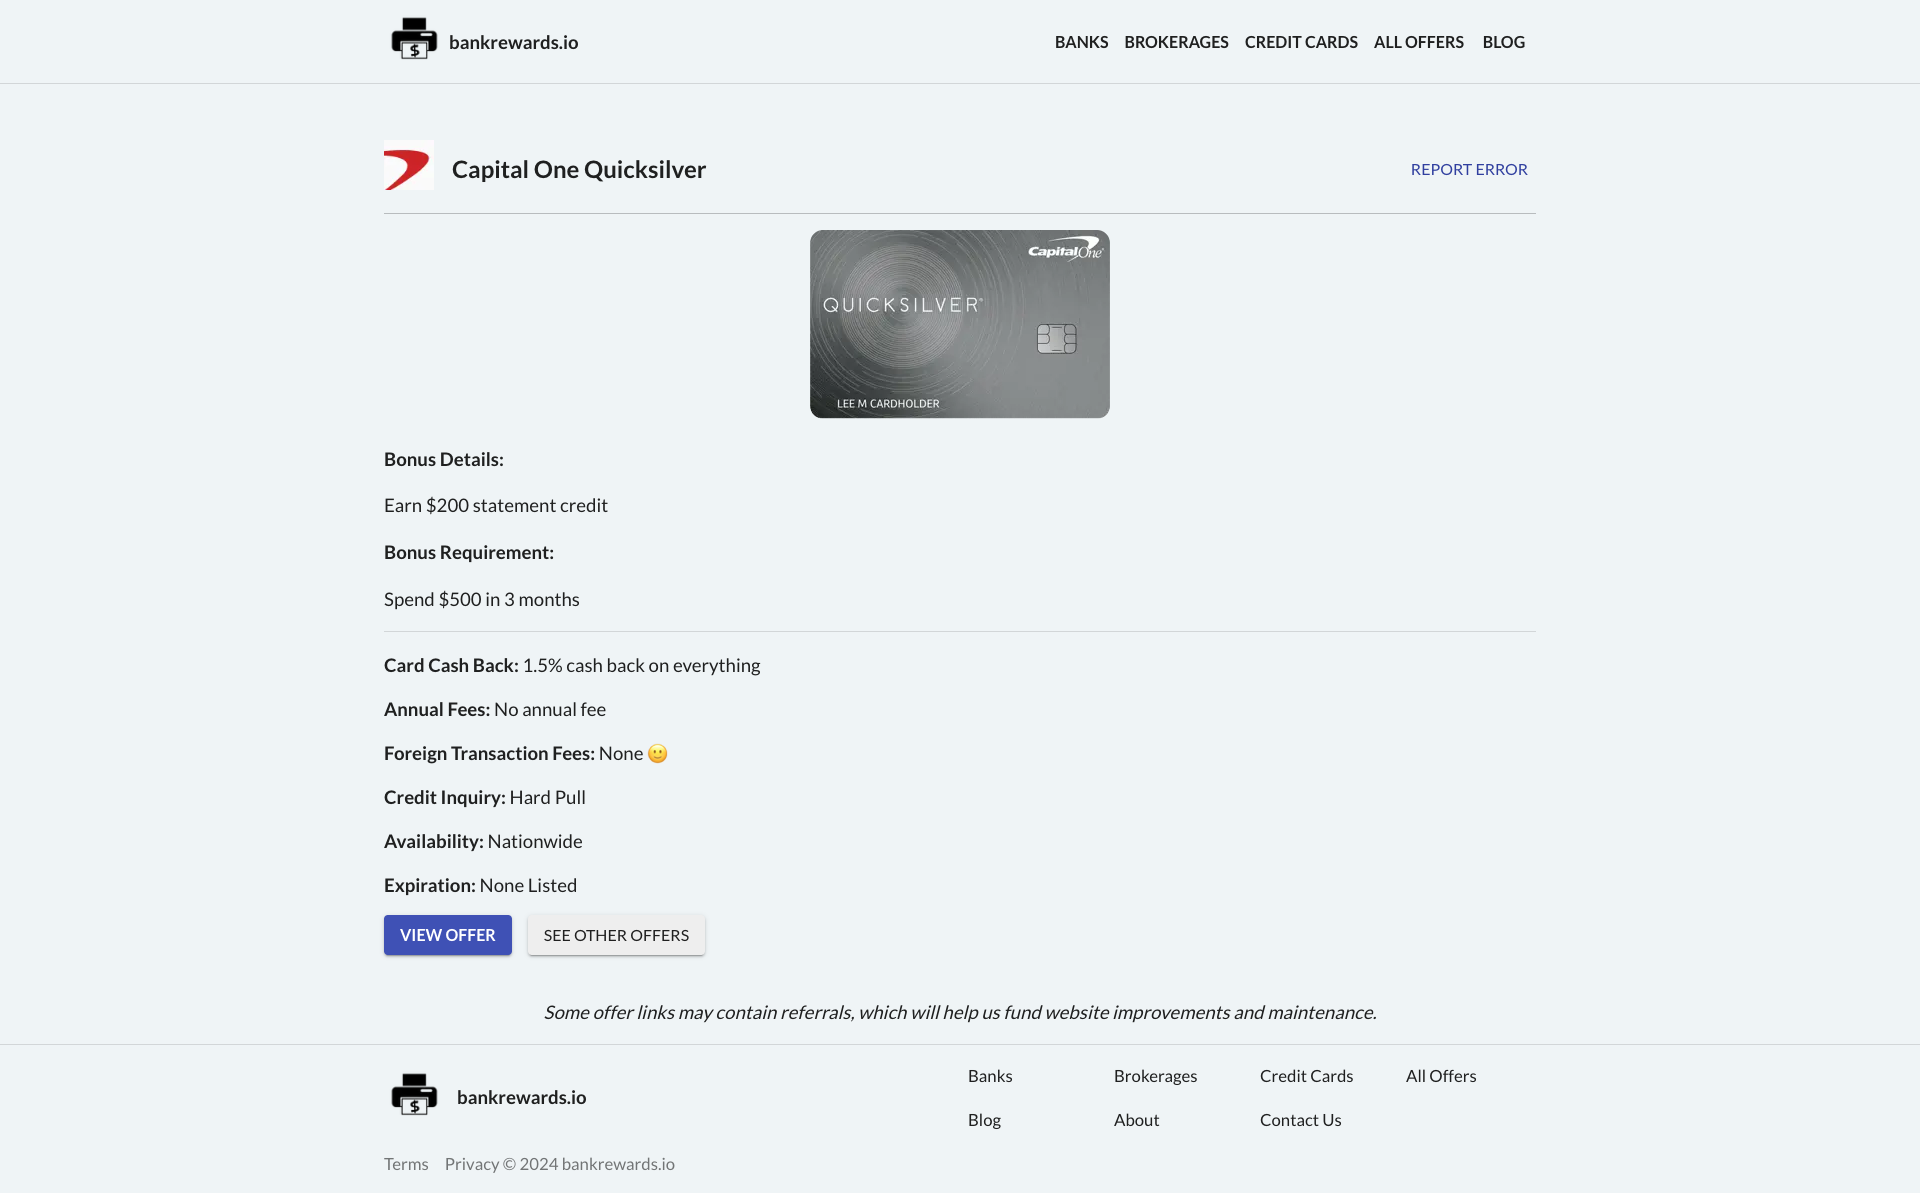 bankrewards.io
BANKS BROKERAGES CREDIT CARDS ALL OFFERS BLOG
Capital One Quicksilver
REPORT ERROR
Capital One
QUICKSILVER
LEE M CARDHOLDER
Bonus Details:
Earn $200 statement credit
Bonus Requirement:
Spend $500 in 3 months
Card Cash Back: 1.5% cash back on everything
Annual Fees: No annual fee
Foreign Transaction Fees: None 🙂
Credit Inquiry: Hard Pull
Availability: Nationwide
Expiration: None Listed
VIEW OFFER SEE OTHER OFFERS
Some offer links may contain referrals, which will help us fund website improvements and maintenance.
bankrewards.io
Banks Brokerages Credit Cards All Offers
Blog About Contact Us
Terms Privacy © 2024 bankrewards.io